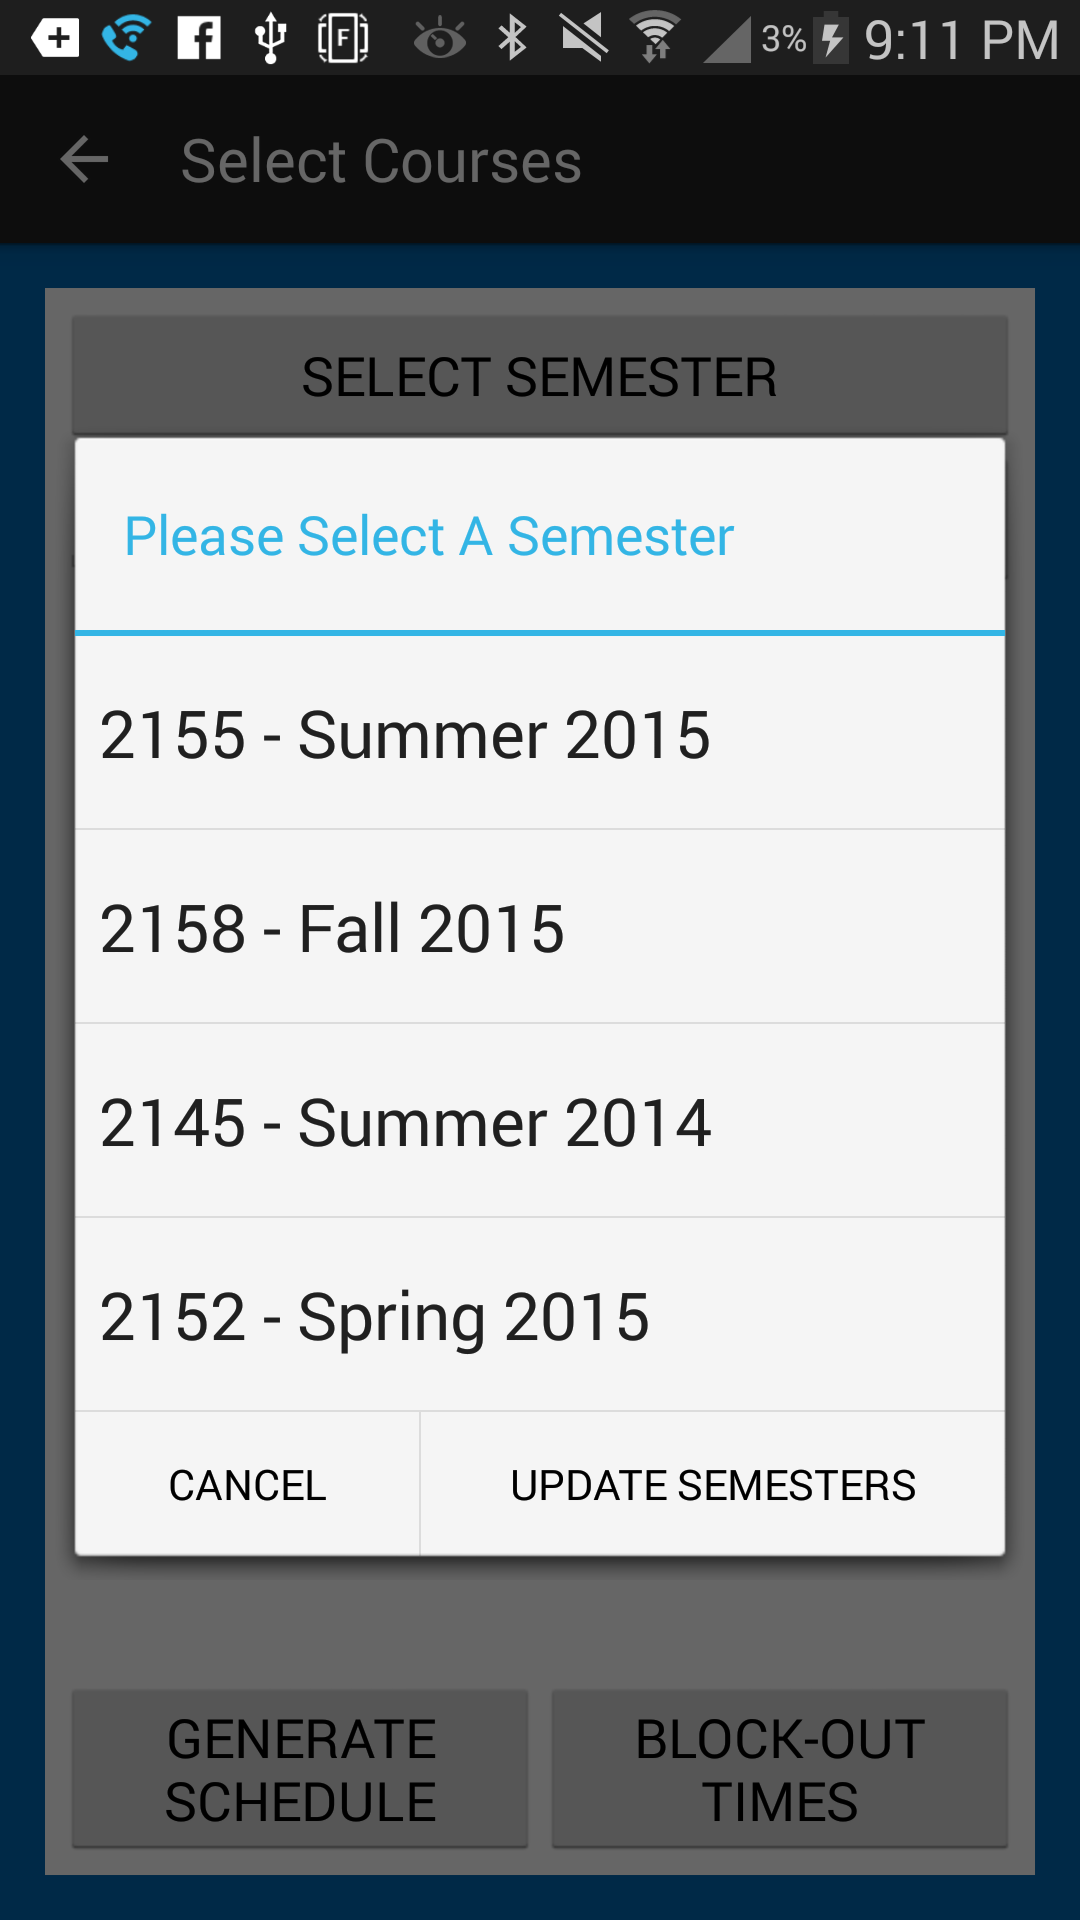 3% 9:11 PM
Select Courses
SELECT SEMESTER
Please Select A Semester
2155 - Summer 2015
2158 - Fall 2015
2145 - Summer 2014
2152 - Spring 2015
CANCEL UPDATE SEMESTERS
GENERATE SCHEDULE
BLOCK-OUT TIMES